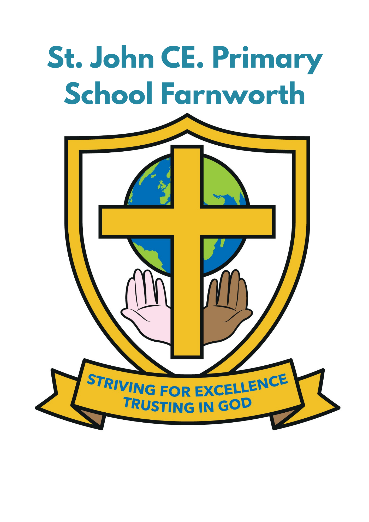 St. John CE. Primary
School Farnworth
STRIVING FOR EXCELLENCE
TRUSTING IN GOD